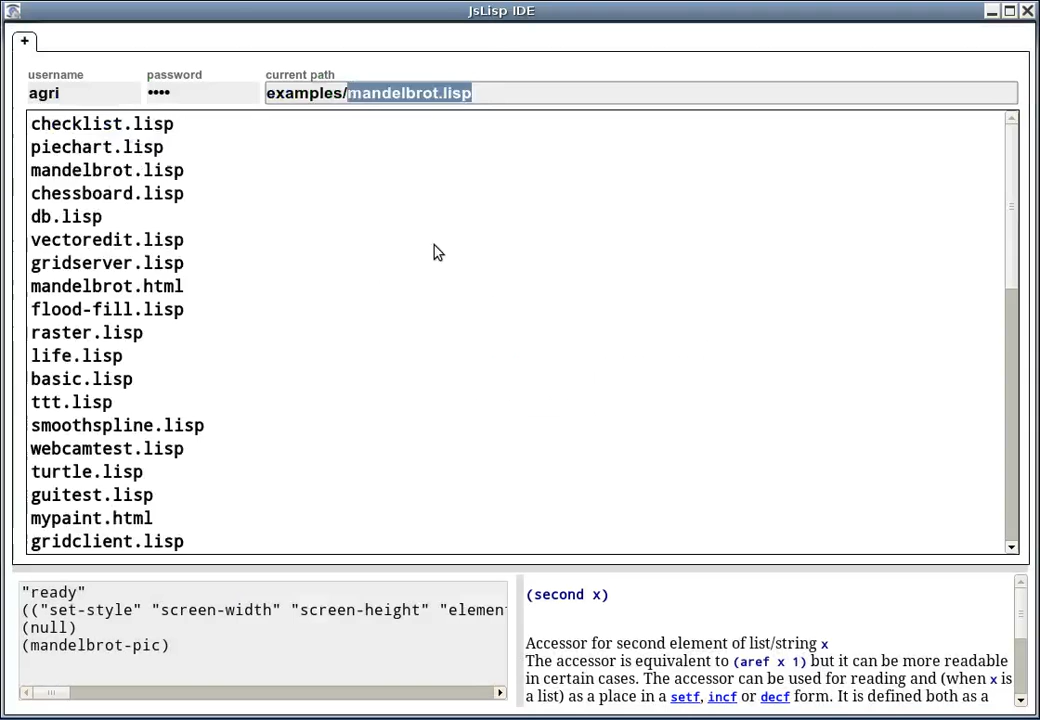 JsLisp IDE
+
username password current path
agri •••• examples/mandelbrot.lisp
checklist.lisp
piechart.lisp
mandelbrot.lisp
chessboard.lisp
db.lisp
vectoredit.lisp
gridserver.lisp
mandelbrot.html
flood-fill.lisp
raster.lisp
life.lisp
basic.lisp
ttt.lisp
smoothspline.lisp
webcamtest.lisp
turtle.lisp
guitest.lisp
mypaint.html
gridclient.lisp
"ready"
(("set-style" "screen-width" "screen-height" "elemen
(null)
(mandelbrot-pic)
(second x)
Accessor for second element of list/string x
The accessor is equivalent to (aref x 1) but it can be more readable
in certain cases. The accessor can be used for reading and (when x is
a list) as a place in a setf, incf or decf form. It is defined both as a